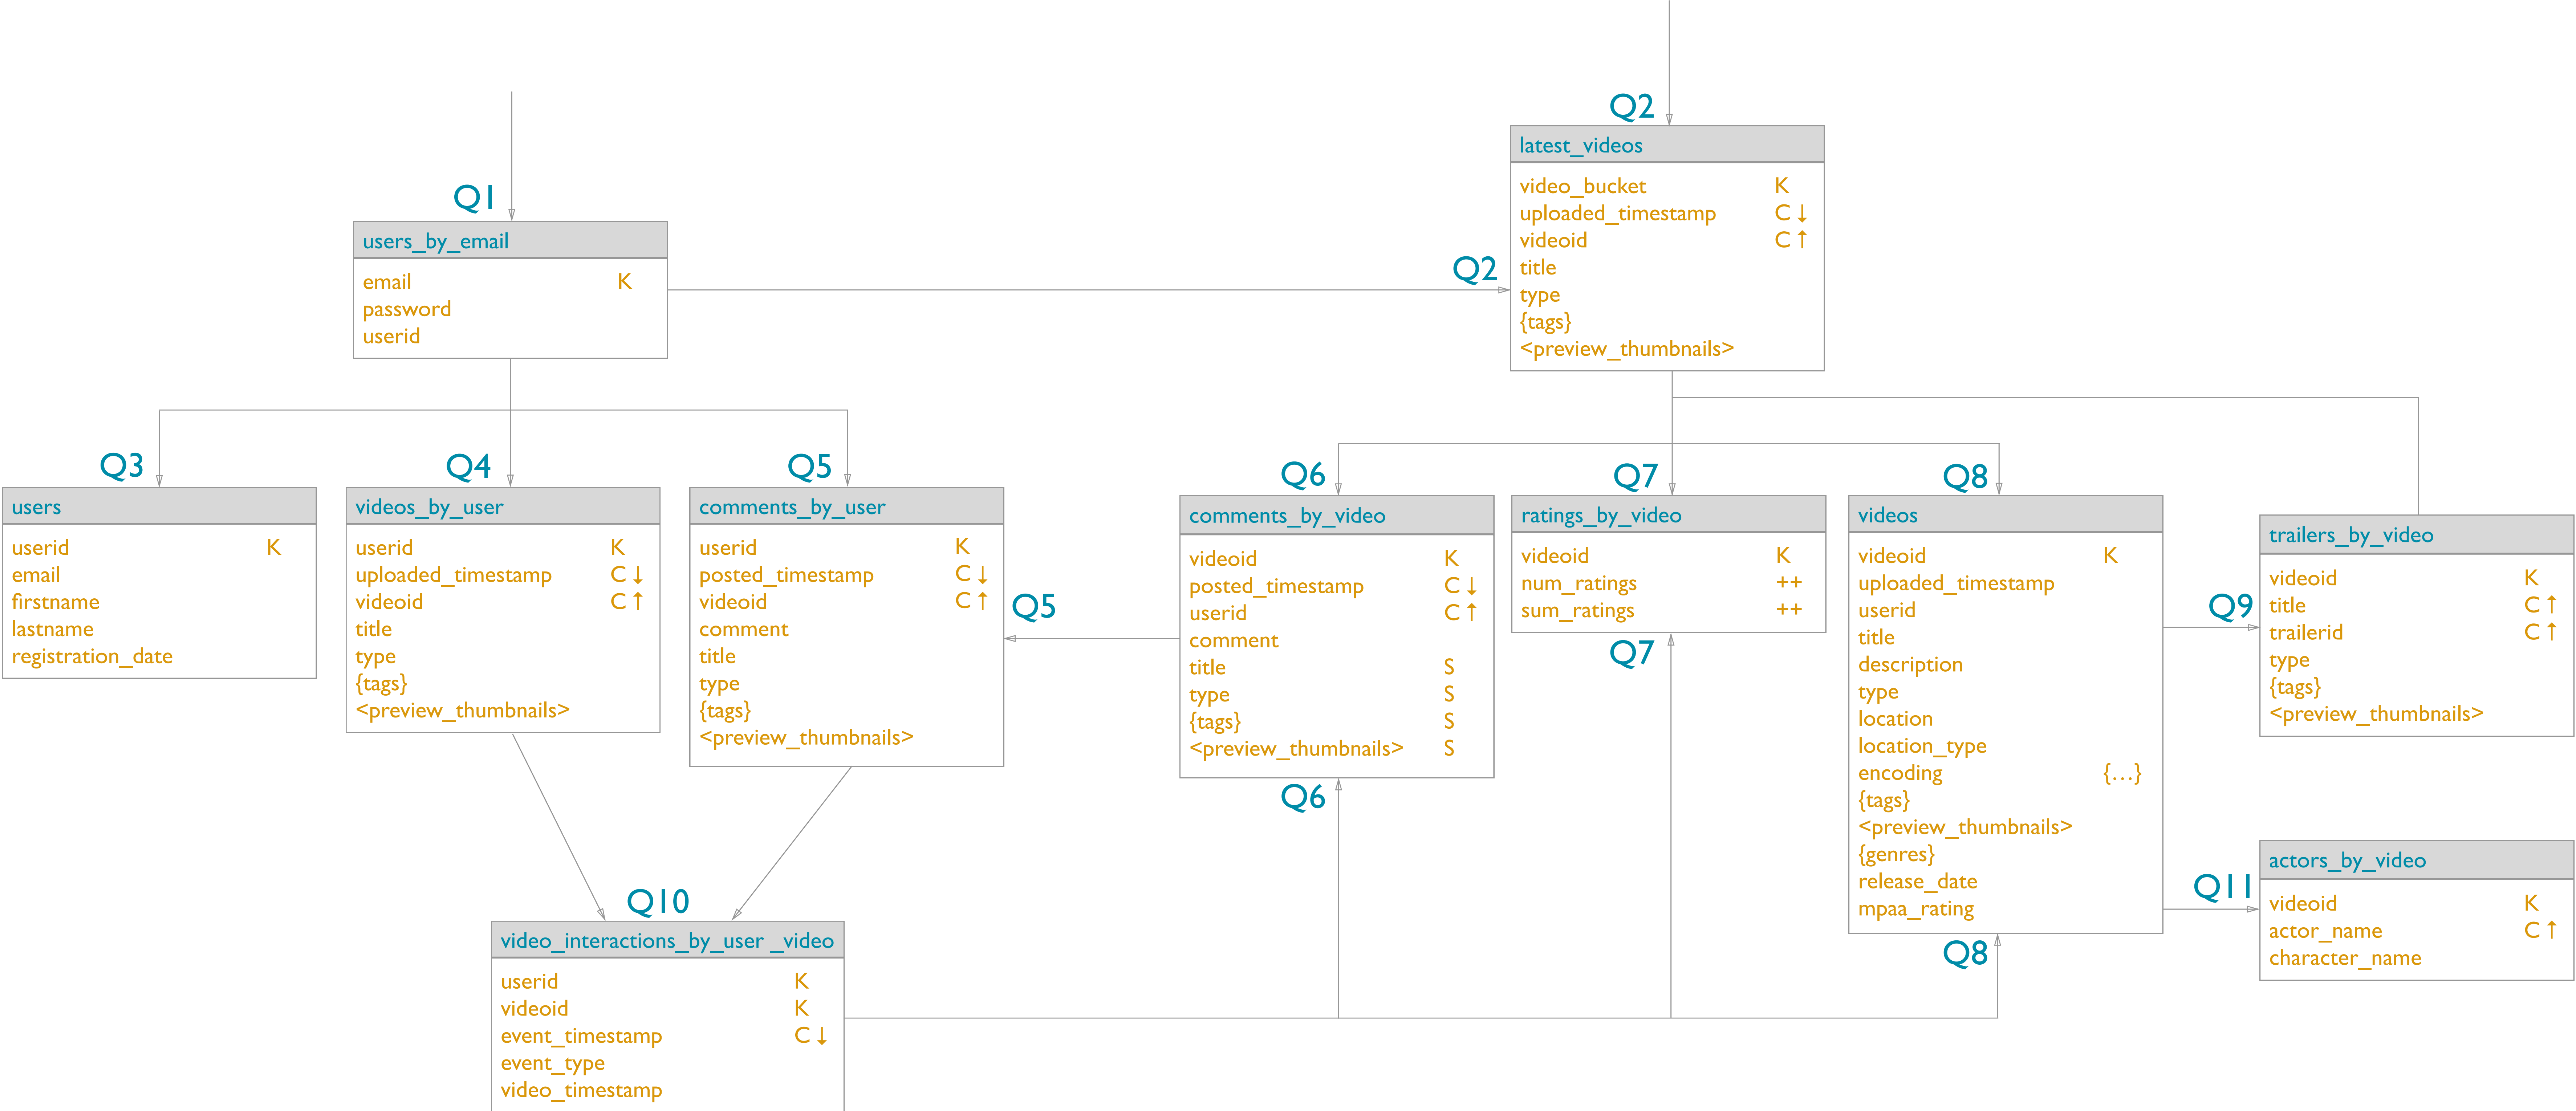 Q2
latest_videos
video_bucket K
uploaded_timestamp C ↓
videoid C ↑
title
type
{tags}
<preview_thumbnails>
Q2
Q1
users_by_email
email K
password
userid
Q3
users
userid K
email
firstname
lastname
registration_date
Q4
videos_by_user
userid K
uploaded_timestamp C ↓
videoid C ↑
title
type
{tags}
<preview_thumbnails>
Q5
comments_by_user
userid K
posted_timestamp C ↓
videoid C ↑
comment
title
type
{tags}
<preview_thumbnails>
Q5
Q6
comments_by_video
videoid K
posted_timestamp C ↓
userid C ↑
comment
title S
type S
{tags} S
<preview_thumbnails> S
Q6
Q7
ratings_by_video
videoid K
num_ratings ++
sum_ratings ++
Q7
Q8
videos
videoid K
uploaded_timestamp
userid
title
description
type
location
location_type
encoding {...}
{tags}
<preview_thumbnails>
{genres}
release_date
mpaa_rating
Q8
Q9
trailers_by_video
videoid K
title C ↑
trailerid C ↑
type
{tags}
<preview_thumbnails>
Q11
actors_by_video
videoid K
actor_name C ↑
character_name
Q10
video_interactions_by_user _video
userid K
videoid K
event_timestamp C ↓
event_type
video_timestamp